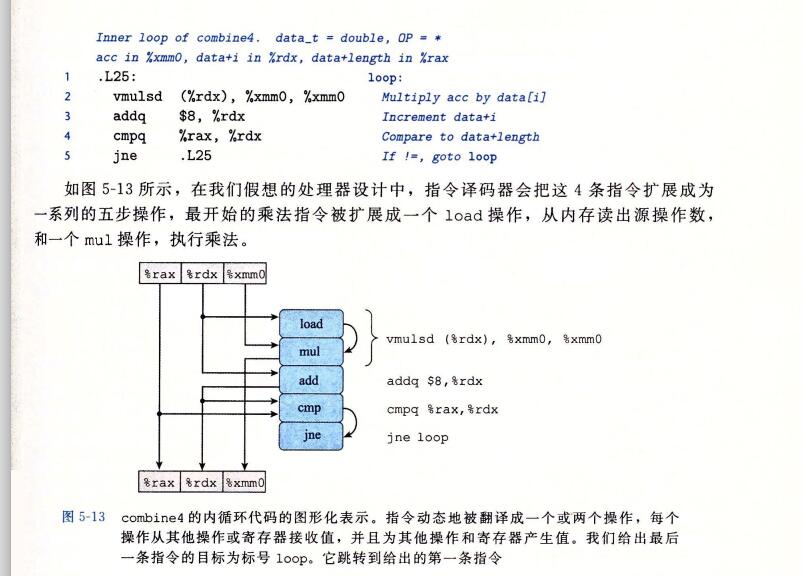 Inner loop of combine4. data_t = double, OP = *
acc in %xmm0, data+i in %rdx, data+length in %rax
1 .L25: loop:
2 vmulsd (%rdx), %xmm0, %xmm0 Multiply acc by data[i]
3 addq $8, %rdx Increment data+i
4 cmpq %rax, %rdx Compare to data+length
5 jne .L25 If !=, goto loop
如图 5-13 所示，在我们假想的处理器设计中，指令译码器会把这 4 条指令扩展成为
一系列的五步操作，最开始的乘法指令被扩展成一个 load 操作，从内存读出源操作数，
和一个 mul 操作，执行乘法。
%rax %rdx %xmm0
load
mul
vmulsd (%rdx), %xmm0, %xmm0
add addq $8,%rdx
cmp cmpq %rax,%rdx
jne jne loop
%rax %rdx %xmm0
图 5-13 combine4 的内循环代码的图形化表示。指令动态地被翻译成一个或两个操作，每个
操作从其他操作或寄存器接收值，并且为其他操作和寄存器产生值。我们给出最后
一条指令的目标为标号 loop。它跳转到给出的第一条指令